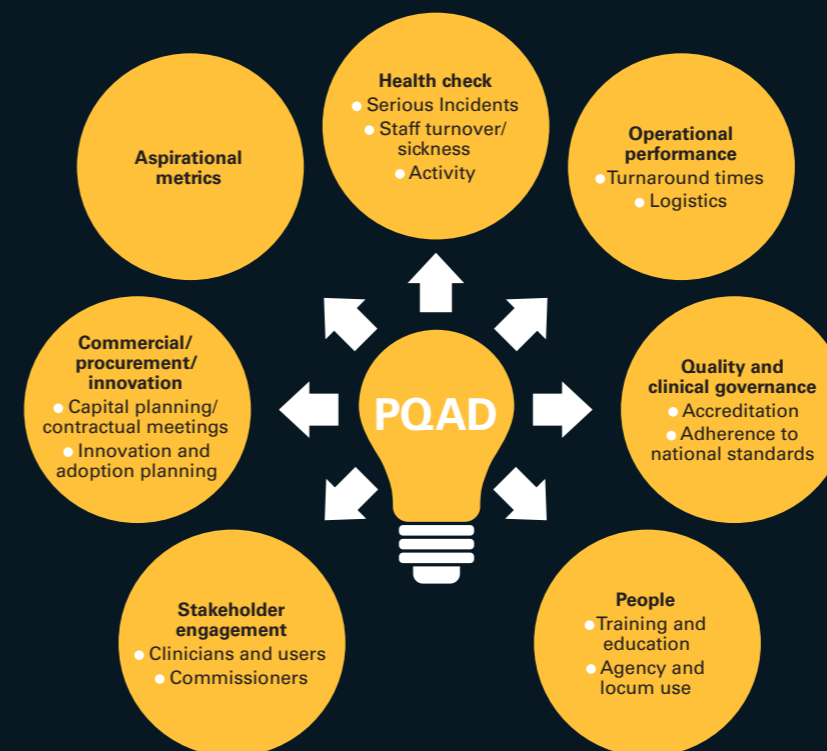 Health check
● Serious Incidents
● Staff turnover/
sickness
● Activity
Operational
performance
● Turnaround times
● Logistics
Quality and
clinical governance
● Accreditation
● Adherence to
national standards
People
● Training and
education
● Agency and
locum use
Stakeholder
engagement
● Clinicians and users
● Commissioners
Commercial/
procurement/
innovation
● Capital planning/
contractual meetings
● Innovation and
adoption planning
Aspirational
metrics
PQAD